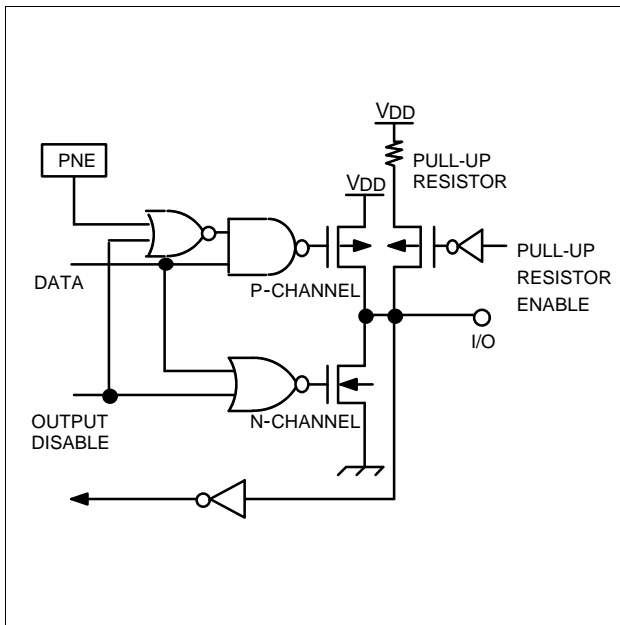 VDD
PULL-UP
RESISTOR
PNE
VDD
DATA
P-CHANNEL
PULL-UP
RESISTOR
ENABLE
I/O
OUTPUT
DISABLE
N-CHANNEL